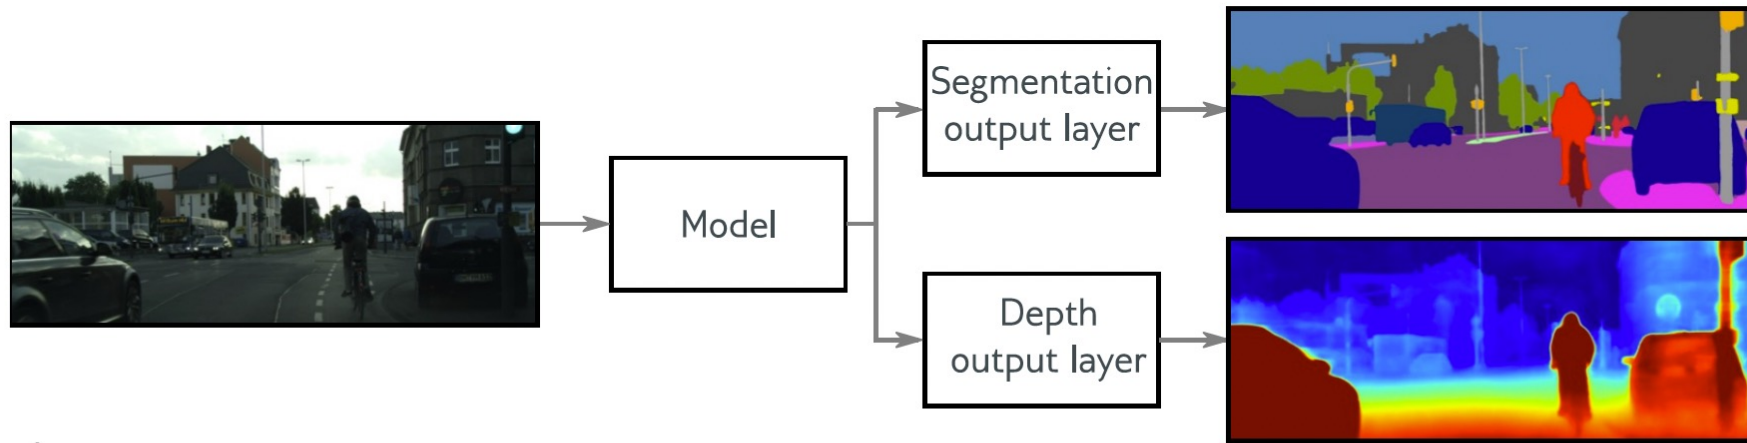 Segmentation
output layer
Model
Depth
output layer